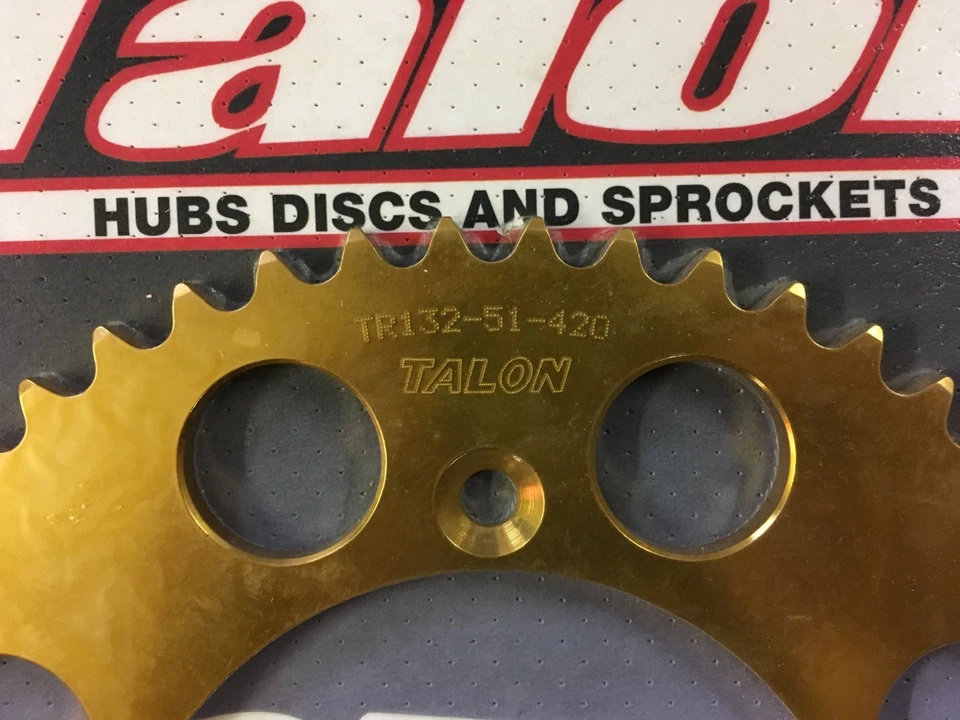 Talon
HUBS DISCS AND SPROCKETS
TR132-51-420
TALON